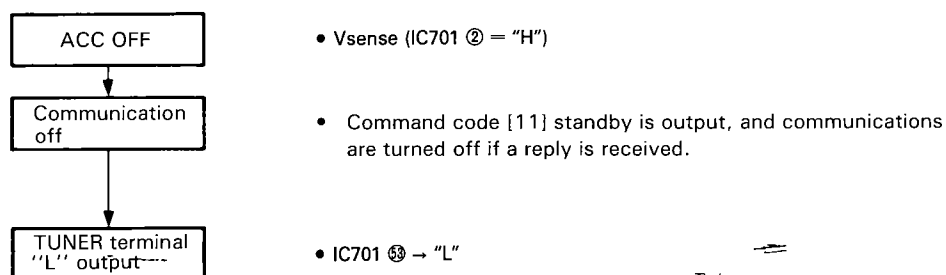 ACC OFF
• Vsense (IC701 ② = "H")
Communication
off
• Command code [11] standby is output, and communications
are turned off if a reply is received.
TUNER terminal
"L" output
• IC701 ㊼ → "L"